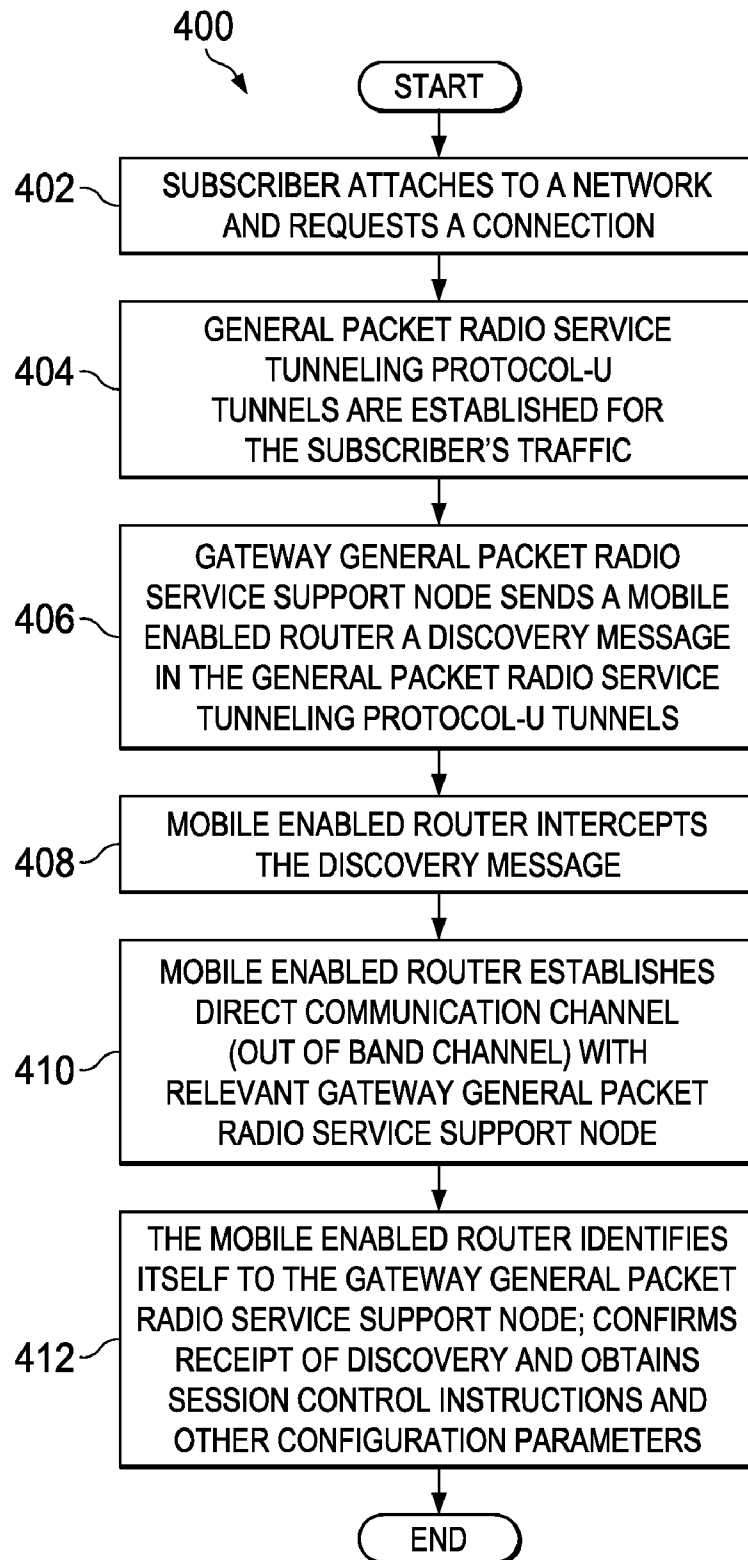 400
START
402
SUBSCRIBER ATTACHES TO A NETWORK
AND REQUESTS A CONNECTION
404
GENERAL PACKET RADIO SERVICE
TUNNELING PROTOCOL-U
TUNNELS ARE ESTABLISHED FOR
THE SUBSCRIBER'S TRAFFIC
406
GATEWAY GENERAL PACKET RADIO
SERVICE SUPPORT NODE SENDS A MOBILE
ENABLED ROUTER A DISCOVERY MESSAGE
IN THE GENERAL PACKET RADIO SERVICE
TUNNELING PROTOCOL-U TUNNELS
408
MOBILE ENABLED ROUTER INTERCEPTS
THE DISCOVERY MESSAGE
410
MOBILE ENABLED ROUTER ESTABLISHES
DIRECT COMMUNICATION CHANNEL
(OUT OF BAND CHANNEL) WITH
RELEVANT GATEWAY GENERAL PACKET
RADIO SERVICE SUPPORT NODE
412
THE MOBILE ENABLED ROUTER IDENTIFIES
ITSELF TO THE GATEWAY GENERAL PACKET
RADIO SERVICE SUPPORT NODE; CONFIRMS
RECEIPT OF DISCOVERY AND OBTAINS
SESSION CONTROL INSTRUCTIONS AND
OTHER CONFIGURATION PARAMETERS
END